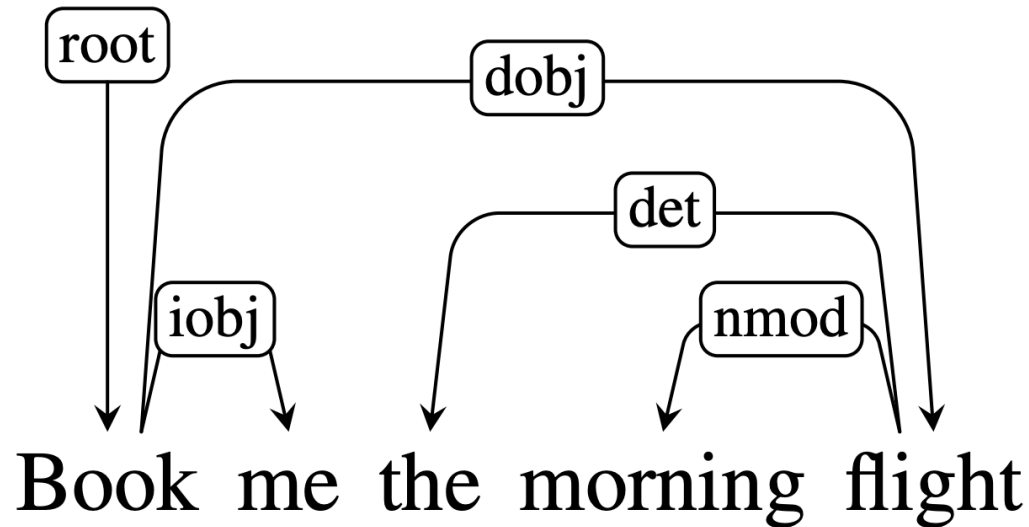 root
dobj
det
iobj nmod
Book me the morning flight